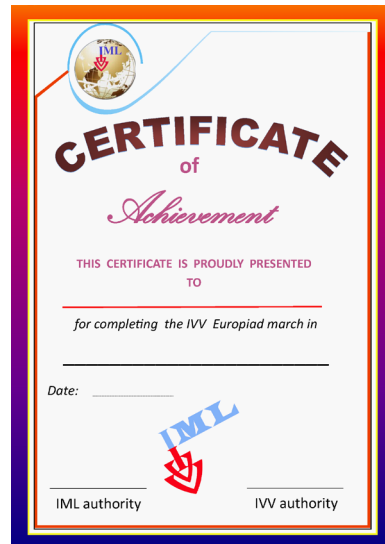 IML
CERTIFICATE
of
Achievement
THIS CERTIFICATE IS PROUDLY PRESENTED
TO
for completing the IVV Europiad march in
Date:
IML
IML authority IVV authority